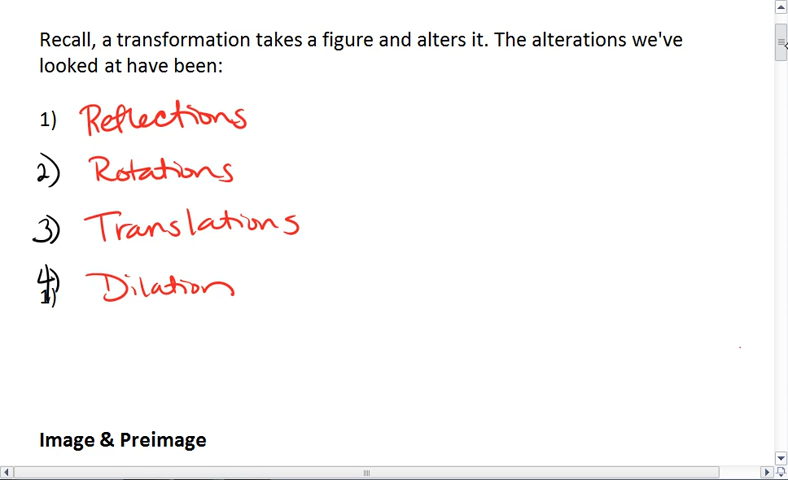 Recall, a transformation takes a figure and alters it. The alterations we've
looked at have been:
1) Reflections
2) Rotations
3) Translations
4) Dilation
Image & Preimage